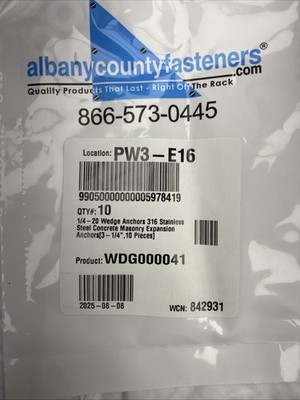 albanycountyfasteners®
.com
Quality Products That Last - Right Off The Rack
866-573-0445
Location: PW3-E16
99050000000005978419
QTY#: 10
1/4-20 Wedge Anchors 316 Stainless
Steel Concrete Masonry Expansion
Anchors[3-1/4",10 Pieces]
Product: WDG000041
2025-08-08
WCN: 842931